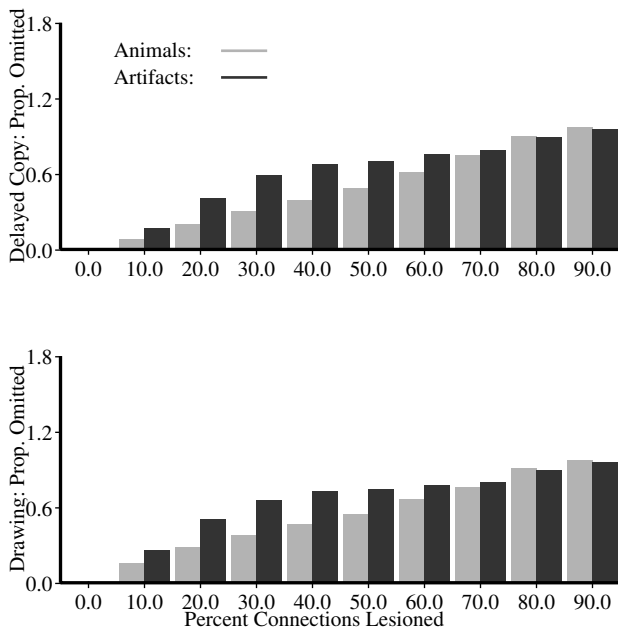 Delayed Copy: Prop. Omitted
1.8
1.2
0.6
0.0
Animals:
Artifacts:
0.0 10.0 20.0 30.0 40.0 50.0 60.0 70.0 80.0 90.0
Drawing: Prop. Omitted
1.8
1.2
0.6
0.0
0.0 10.0 20.0 30.0 40.0 50.0 60.0 70.0 80.0 90.0
Percent Connections Lesioned